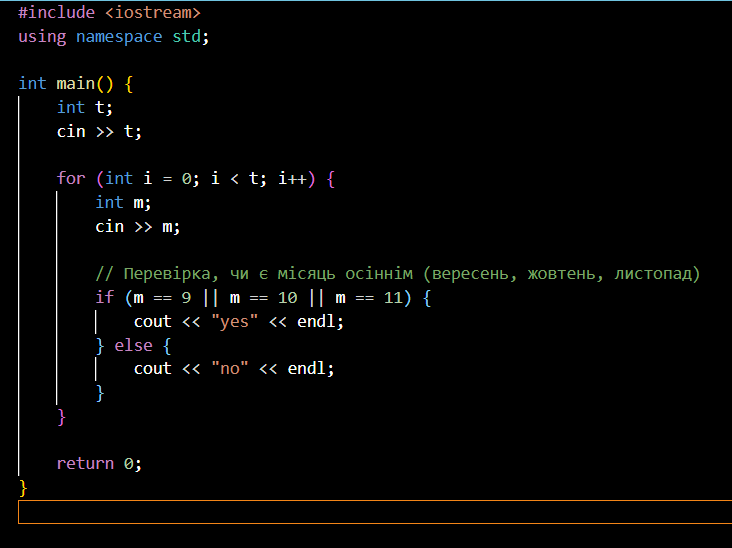 #include <iostream>
using namespace std;
int main() {
int t;
cin >> t;
for (int i = 0; i < t; i++) {
int m;
cin >> m;
// Перевірка, чи є місяць осіннім (вересень, жовтень, листопад)
if (m == 9 || m == 10 || m == 11) {
cout << "yes" << endl;
} else {
cout << "no" << endl;
}
}
return 0;
}